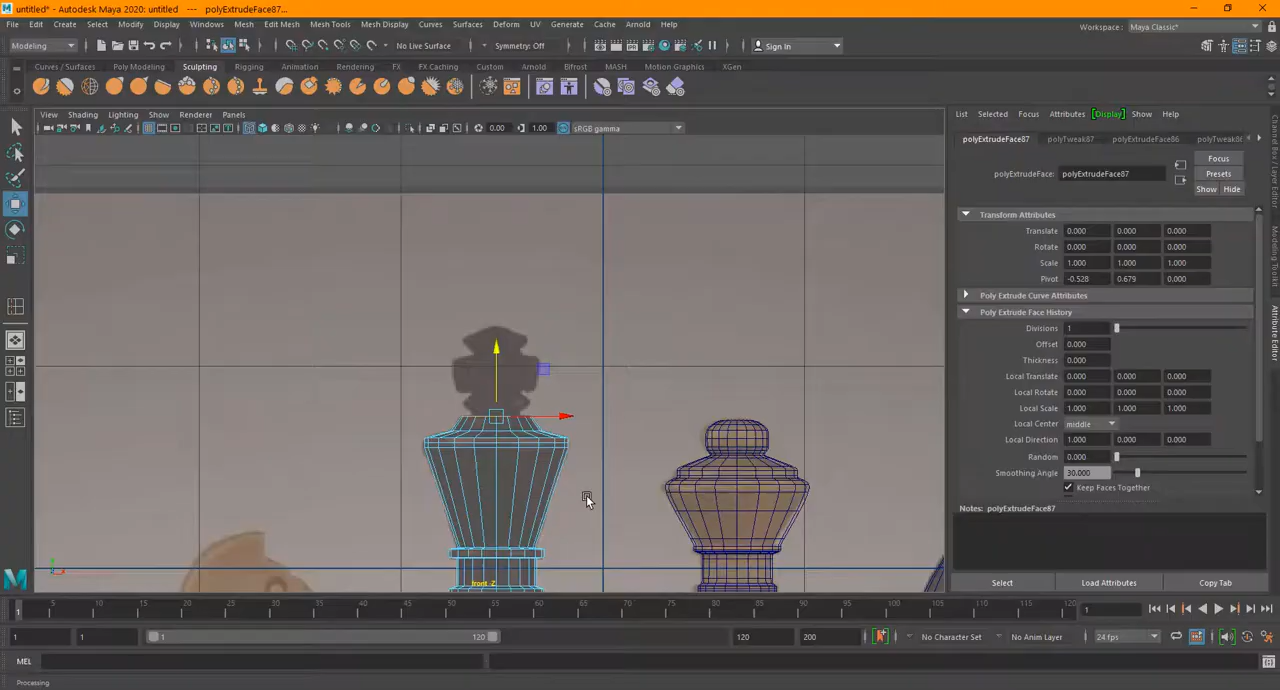 untitled* - Autodesk Maya 2020: untitled --- polyExtrudeFace87...
File Edit Create Select Modify Display Windows Mesh Edit Mesh Mesh Tools Mesh Display Curves Surfaces Deform UV Generate Cache Arnold Help
Workspace: Maya Classic*
Modeling No Live Surface Symmetry: Off Sign In
Curves / Surfaces Poly Modeling Sculpting Rigging Animation Rendering FX FX Caching Custom Arnold Bifrost MASH Motion Graphics XGen
View Shading Lighting Show Renderer Panels
0.00 1.00 sRGB gamma
front -Z
List Selected Focus Attributes Display Show Help
polyExtrudeFace87 polyTweak87 polyExtrudeFace86 polyTweak86
Focus
polyExtrudeFace: polyExtrudeFace87 Presets
Show Hide
Transform Attributes
Translate 0.000 0.000 0.000
Rotate 0.000 0.000 0.000
Scale 1.000 1.000 1.000
Pivot -0.528 0.679 0.000
Poly Extrude Curve Attributes
Poly Extrude Face History
Divisions 1
Offset 0.000
Thickness 0.000
Local Translate 0.000 0.000 0.000
Local Rotate 0.000 0.000 0.000
Local Scale 1.000 1.000 1.000
Local Center middle
Local Direction 1.000 0.000 0.000
Random 0.000
Smoothing Angle 30.000
Keep Faces Together
Notes: polyExtrudeFace87
Select Load Attributes Copy Tab
Channel Box / Layer Editor
Modeling Toolkit
Attribute Editor
5 10 15 20 25 30 35 40 45 50 55 60 65 70 75 80 85 90 95 100 105 110 115 120
1 1
1 1 1 120 120 200 No Character Set No Anim Layer 24 fps
MEL
Processing